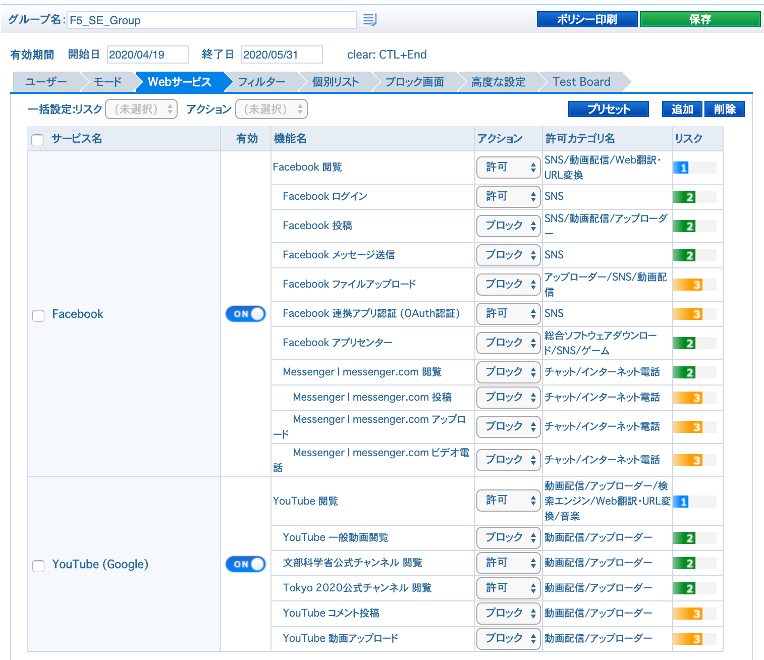 グループ名: F5_SE_Group ポリシー印刷 保存
有効期間 開始日 2020/04/19 終了日 2020/05/31 clear: CTL+End
ユーザー モード Webサービス フィルター 個別リスト ブロック画面 高度な設定 Test Board
一括設定:リスク (未選択) アクション (未選択) プリセット 追加 削除
サービス名 有効 機能名 アクション 許可カテゴリ名 リスク
Facebook ON
Facebook 閲覧 許可 SNS/動画配信/Web翻訳・
URL変換 1
Facebook ログイン 許可 SNS 2
Facebook 投稿 ブロック SNS/動画配信/アップローダ
ー 2
Facebook メッセージ送信 ブロック SNS 2
Facebook ファイルアップロード ブロック アップローダー/SNS/動画配
信 3
Facebook 連携アプリ認証 (OAuth認証) 許可 SNS 3
Facebook アプリセンター ブロック 総合ソフトウェアダウンロー
ド/SNS/ゲーム 2
Messenger | messenger.com 閲覧 ブロック チャット/インターネット電話 2
Messenger | messenger.com 投稿 ブロック チャット/インターネット電話 3
Messenger | messenger.com アップロ
ード ブロック チャット/インターネット電話 3
Messenger | messenger.com ビデオ電
話 ブロック チャット/インターネット電話 3
YouTube (Google) ON
YouTube 閲覧 許可 動画配信/アップローダー/検
索エンジン/Web翻訳・URL変
換/音楽 1
YouTube 一般動画閲覧 ブロック 動画配信/アップローダー 2
文部科学省公式チャンネル 閲覧 許可 動画配信/アップローダー 2
Tokyo 2020公式チャンネル 閲覧 許可 動画配信/アップローダー 2
YouTube コメント投稿 ブロック 動画配信/アップローダー 3
YouTube 動画アップロード ブロック 動画配信/アップローダー 3